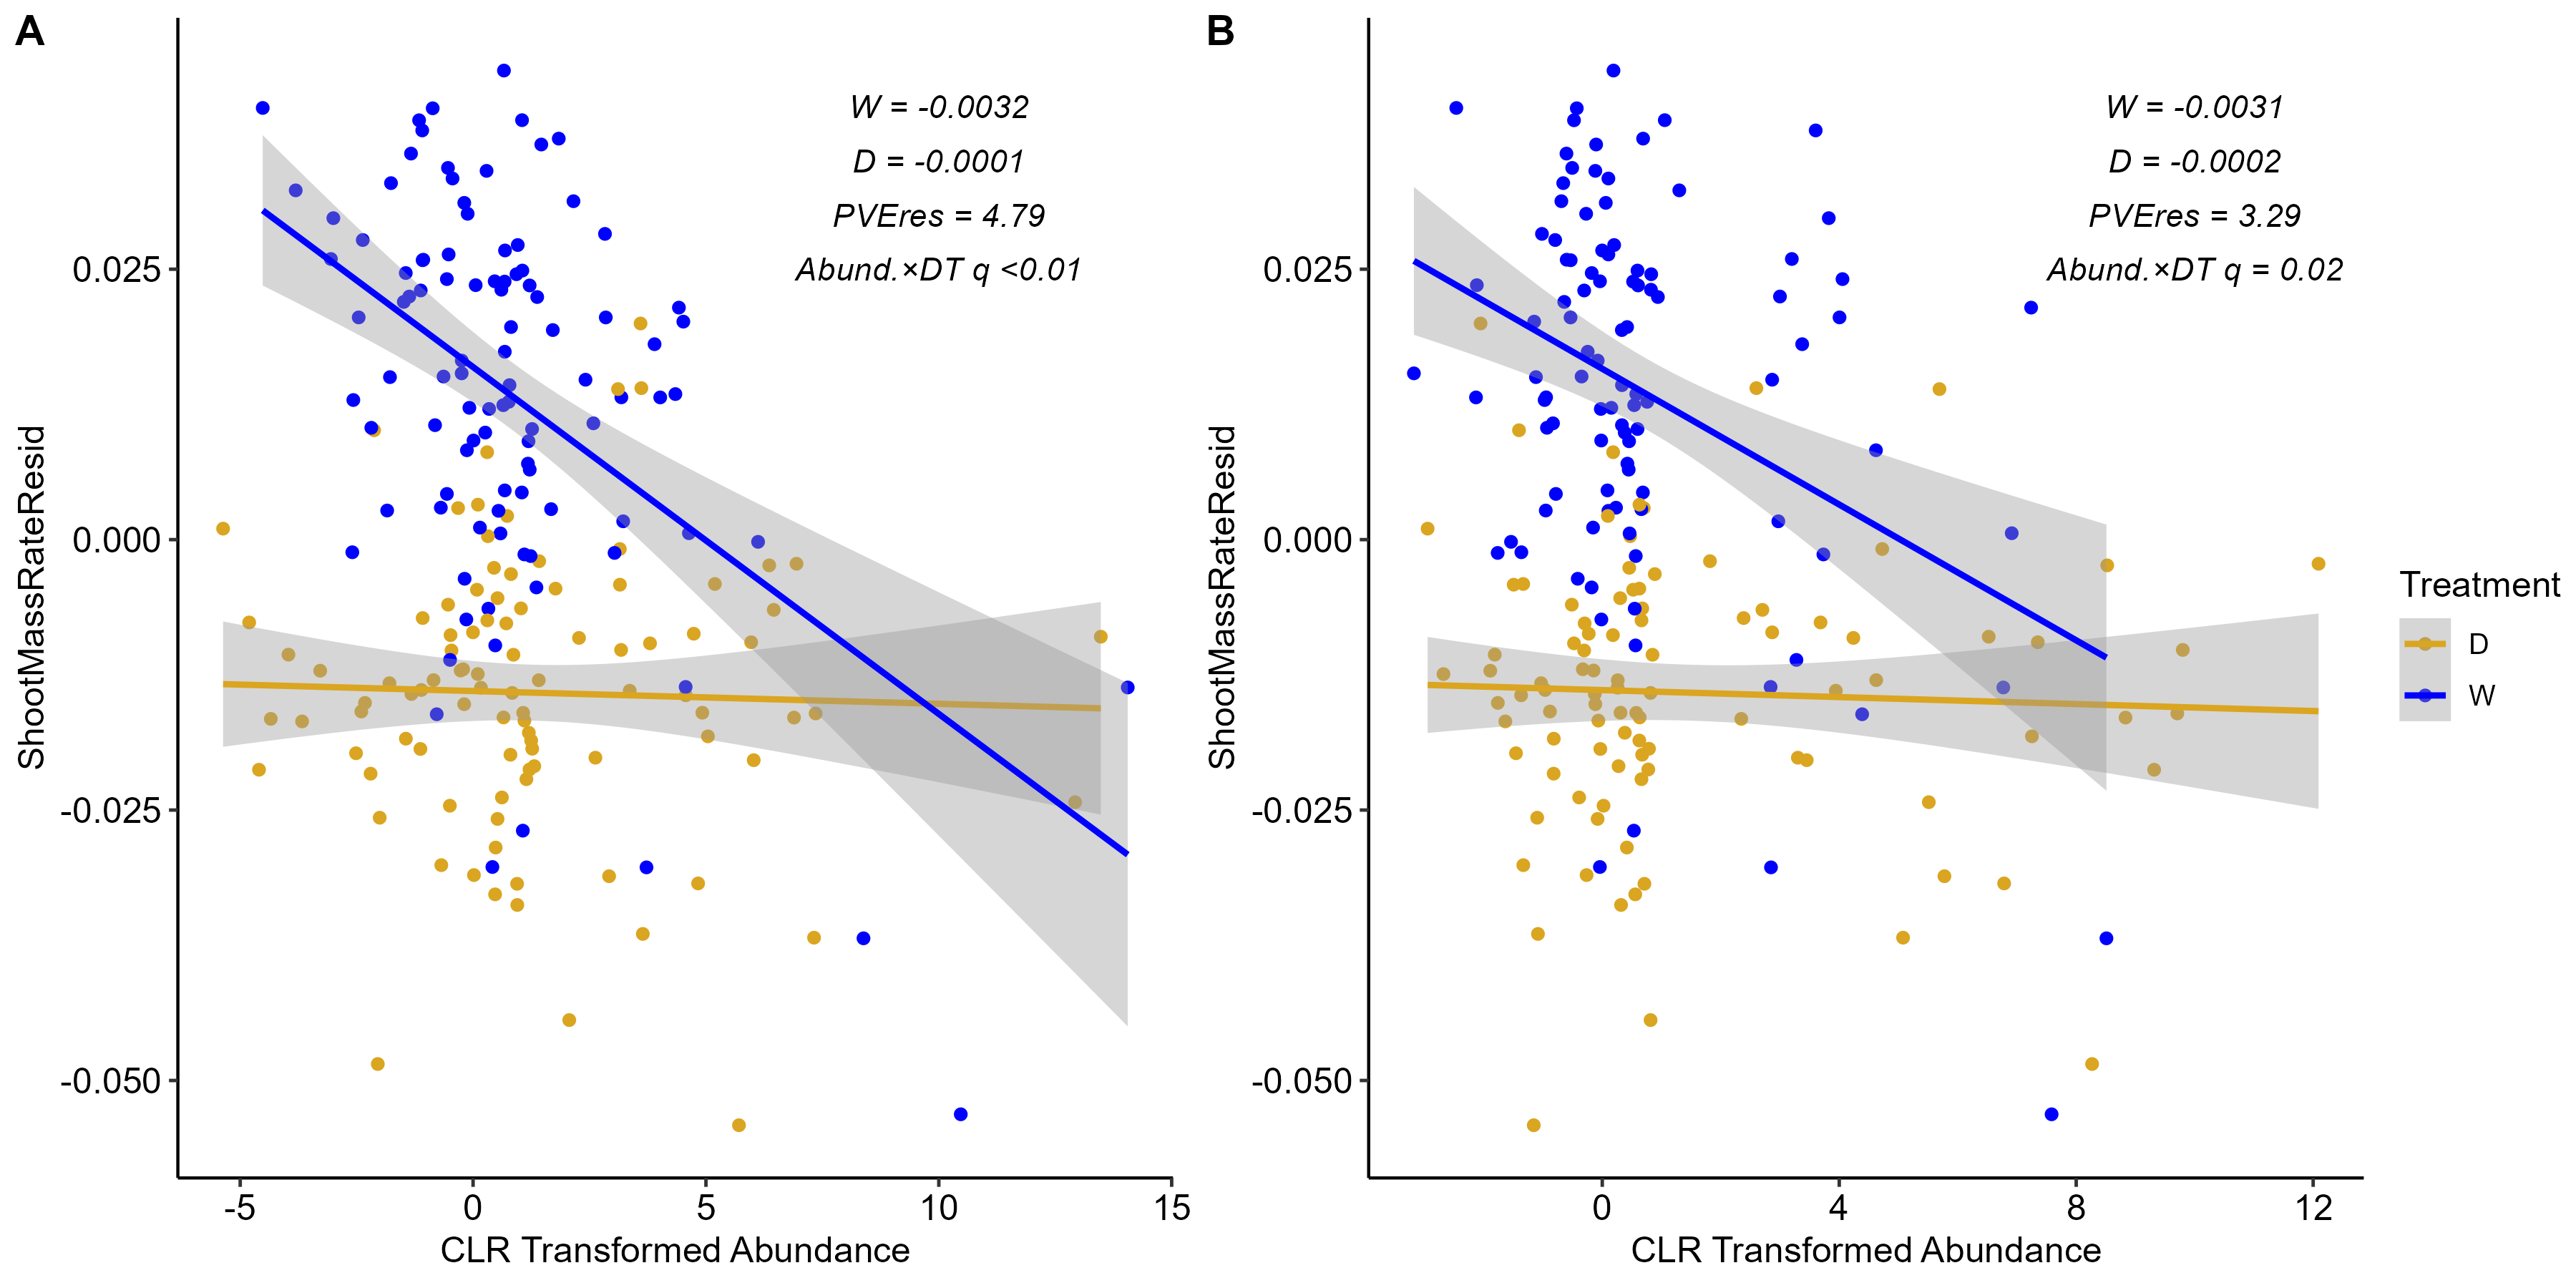 A
W = -0.0032
D = -0.0001
PVEres = 4.79
Abund.×DT q <0.01
0.025
0.000
-0.025
-0.050
ShootMassRateResid
-5
0
5
10
15
CLR Transformed Abundance
B
W = -0.0031
D = -0.0002
PVEres = 3.29
Abund.×DT q = 0.02
0.025
0.000
-0.025
-0.050
ShootMassRateResid
0
4
8
12
CLR Transformed Abundance
Treatment
D
W